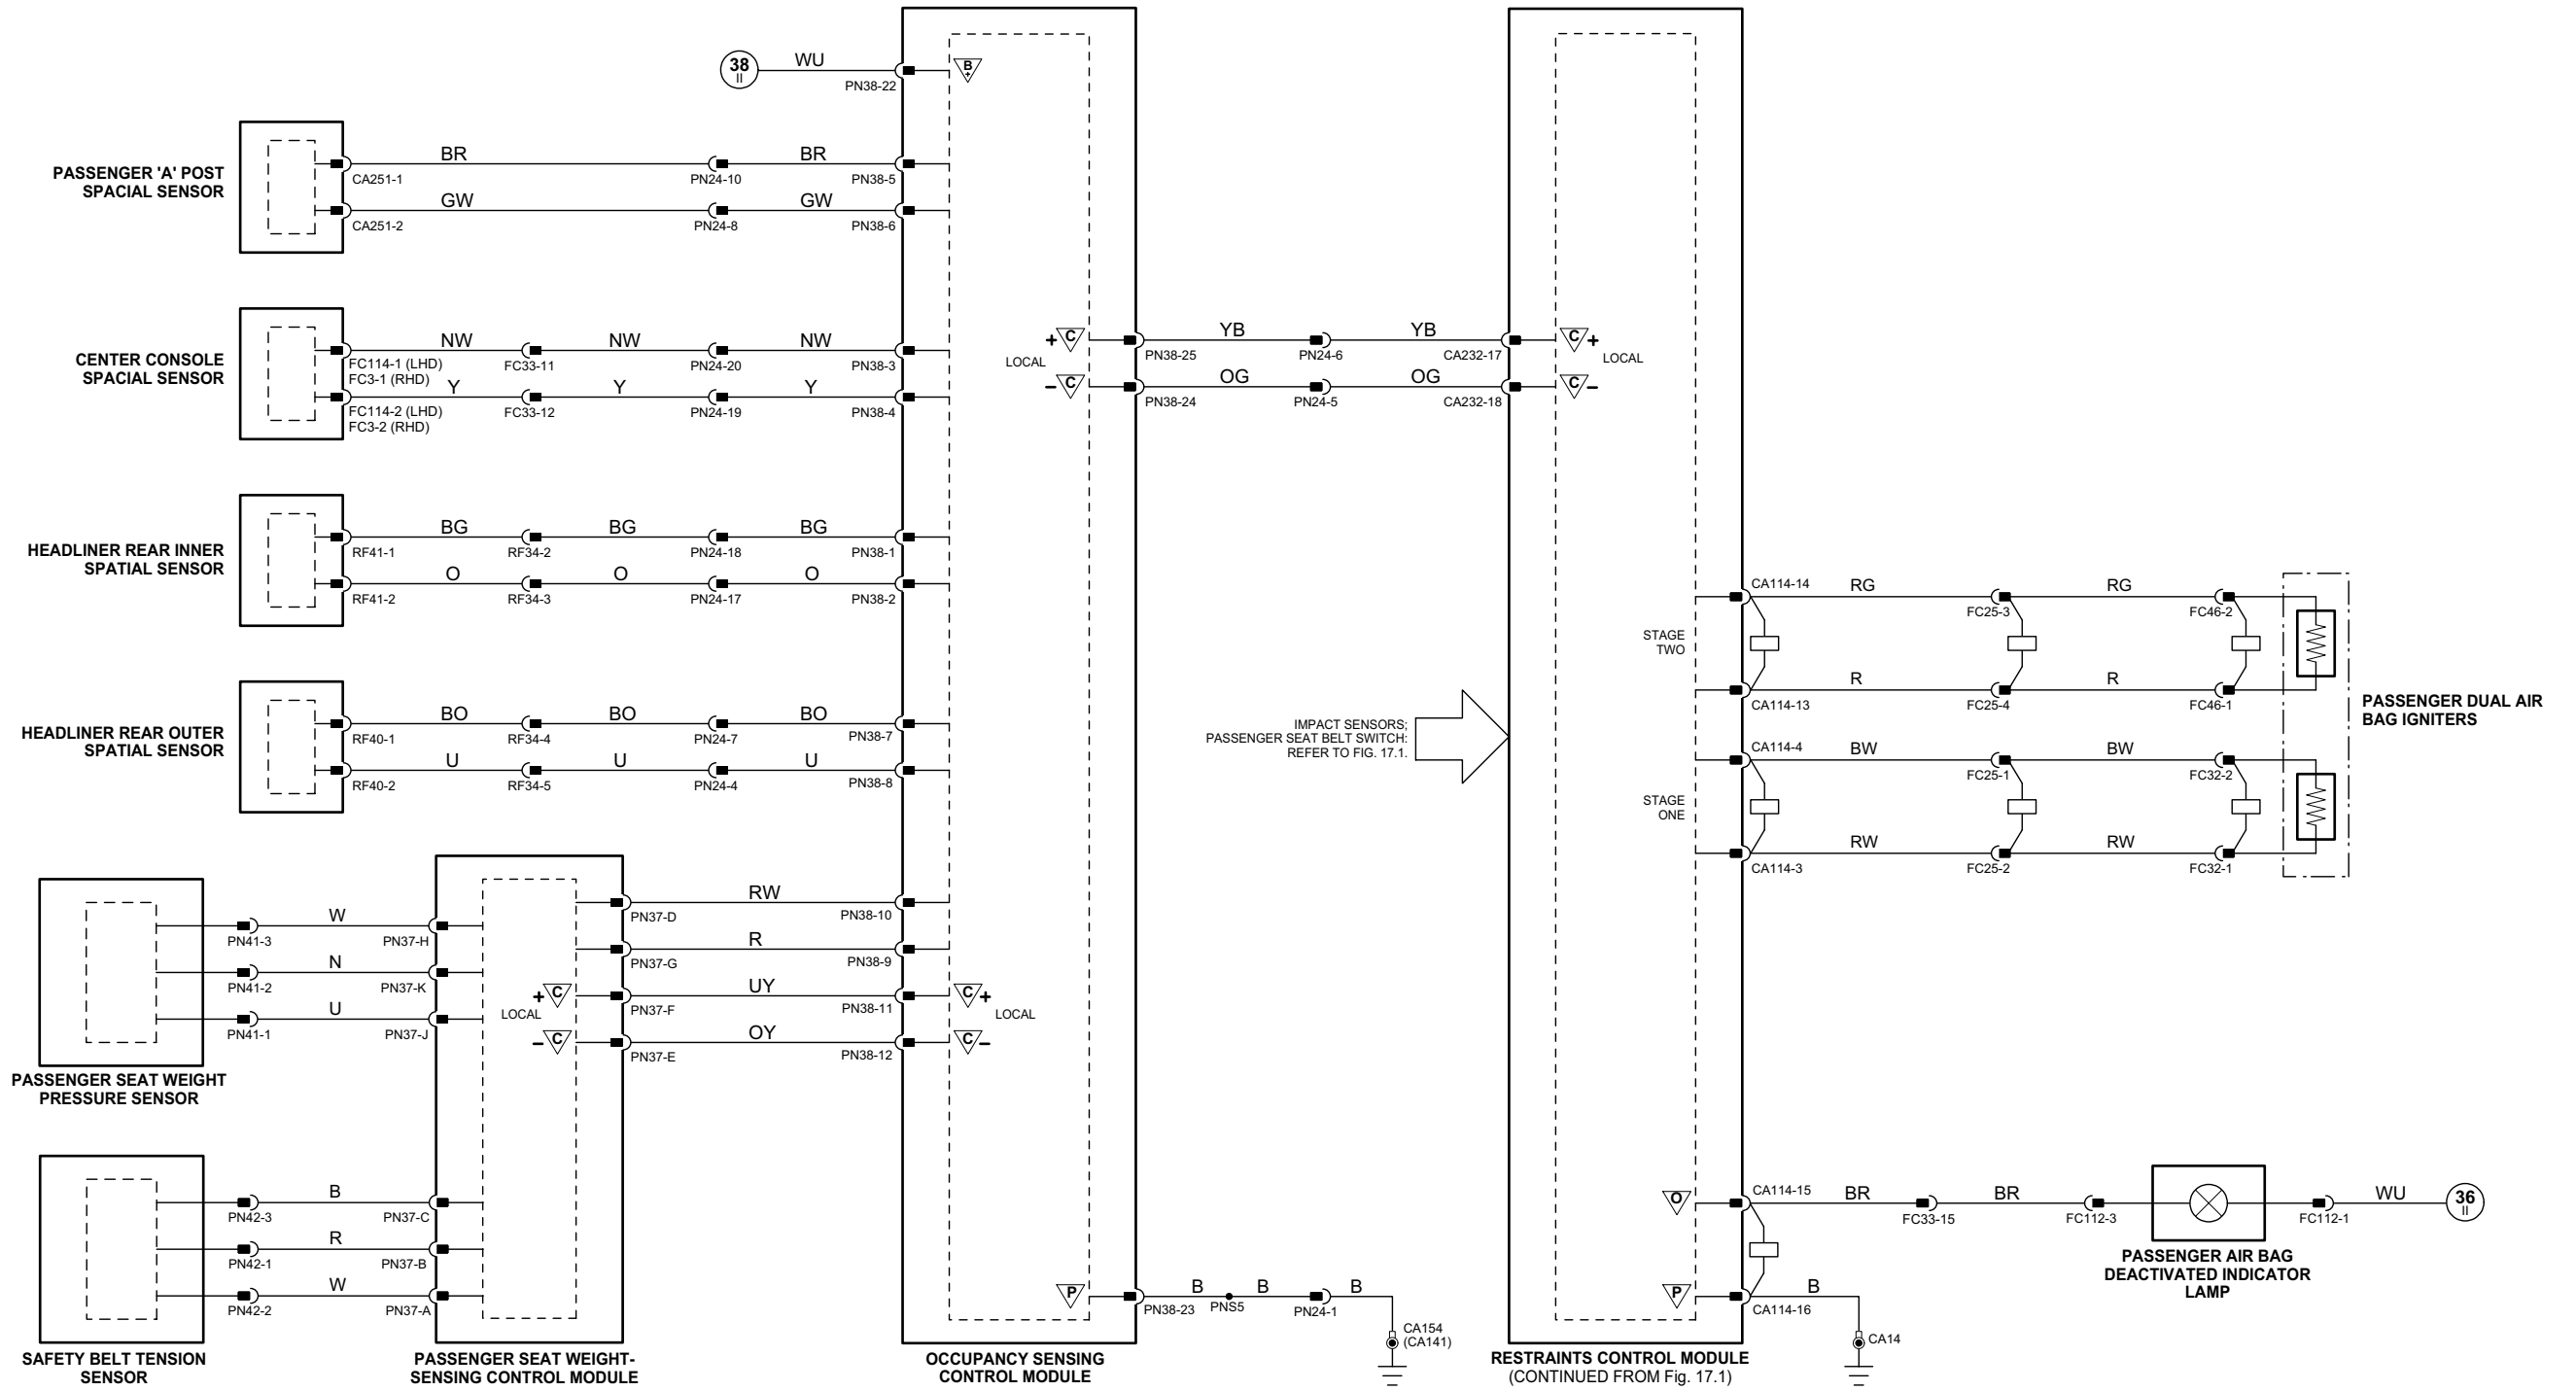 38
II
WU
PN38-22
B
+
PASSENGER 'A' POST
SPACIAL SENSOR
BR
BR
CA251-1
PN24-10
PN38-5
GW
GW
CA251-2
PN24-8
PN38-6
CENTER CONSOLE
SPACIAL SENSOR
NW
NW
NW
FC114-1 (LHD)
FC3-1 (RHD)
FC33-11
PN24-20
PN38-3
Y
Y
Y
FC114-2 (LHD)
FC3-2 (RHD)
FC33-12
PN24-19
PN38-4
HEADLINER REAR INNER
SPATIAL SENSOR
BG
BG
BG
RF41-1
RF34-2
PN24-18
PN38-1
O
O
O
RF41-2
RF34-3
PN24-17
PN38-2
HEADLINER REAR OUTER
SPATIAL SENSOR
BO
BO
BO
RF40-1
RF34-4
PN24-7
PN38-7
U
U
U
RF40-2
RF34-5
PN24-4
PN38-8
PASSENGER SEAT WEIGHT
PRESSURE SENSOR
W
PN41-3
PN37-H
N
PN41-2
PN37-K
U
PN41-1
PN37-J
SAFETY BELT TENSION
SENSOR
B
PN42-3
PN37-C
R
PN42-1
PN37-B
W
PN42-2
PN37-A
PASSENGER SEAT WEIGHT-
SENSING CONTROL MODULE
+ C
LOCAL
– C
RW
PN37-D
PN38-10
R
PN37-G
PN38-9
UY
PN37-F
PN38-11
OY
PN37-E
PN38-12
C +
LOCAL
C –
OCCUPANCY SENSING
CONTROL MODULE
+ C
LOCAL
– C
YB
YB
PN38-25
PN24-6
CA232-17
OG
OG
PN38-24
PN24-5
CA232-18
C +
LOCAL
C –
P
B
B
B
PN38-23
PNS5
PN24-1
CA154
(CA141)
IMPACT SENSORS;
PASSENGER SEAT BELT SWITCH:
REFER TO FIG. 17.1.
RESTRAINTS CONTROL MODULE
(CONTINUED FROM Fig. 17.1)
STAGE
TWO
CA114-14
RG
RG
FC25-3
FC46-2
R
R
CA114-13
FC25-4
FC46-1
STAGE
ONE
CA114-4
BW
BW
FC25-1
FC32-2
RW
RW
CA114-3
FC25-2
FC32-1
PASSENGER DUAL AIR
BAG IGNITERS
O
CA114-15
BR
BR
FC33-15
FC112-3
FC112-1
WU
36
II
PASSENGER AIR BAG
DEACTIVATED INDICATOR
LAMP
P
B
CA114-16
CA14